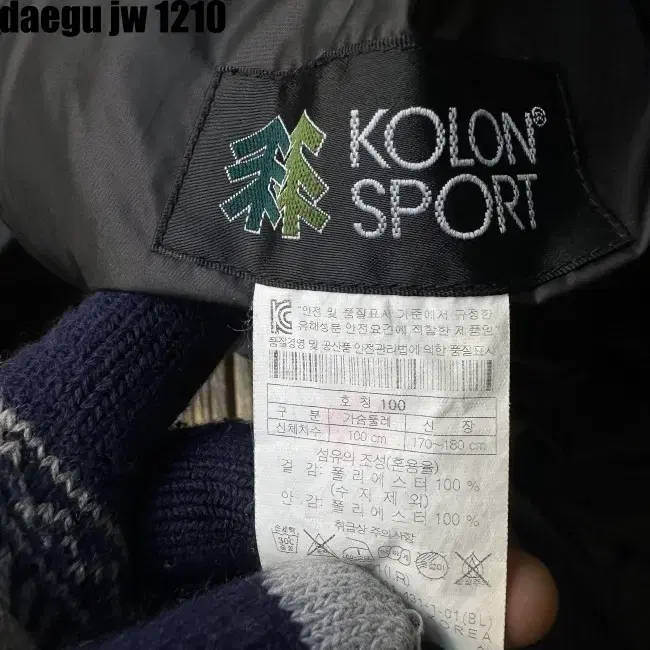 daegu jw 1210
KOLON®
SPORT
"안전 및 품질표시 기준에서 규정한
유해성분 안전요건에 적합한 제품임"
품질경영 및 공산품 안전관리법에 의한 품질표시
호 칭 100
구 분 가슴둘레 신 장
신체치수 100 cm 170~180 cm
섬유의 조성(혼용율)
겉 감: 폴리에스터 100 %
(수 지 제 외)
안 감: 폴리에스터 100 %
취급상 주의사항
(BL)